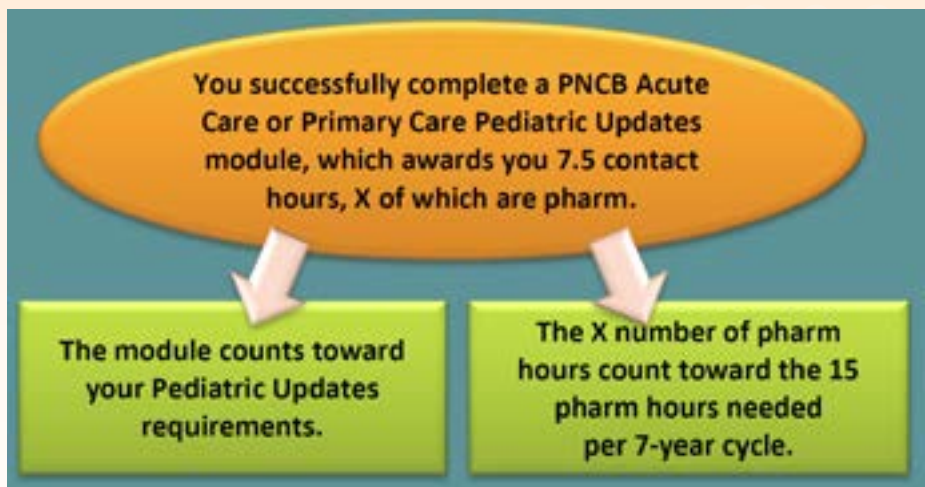 You successfully complete a PNCB Acute
Care or Primary Care Pediatric Updates
module, which awards you 7.5 contact
hours, X of which are pharm.
The module counts toward
your Pediatric Updates
requirements.
The X number of pharm
hours count toward the 15
pharm hours needed
per 7-year cycle.